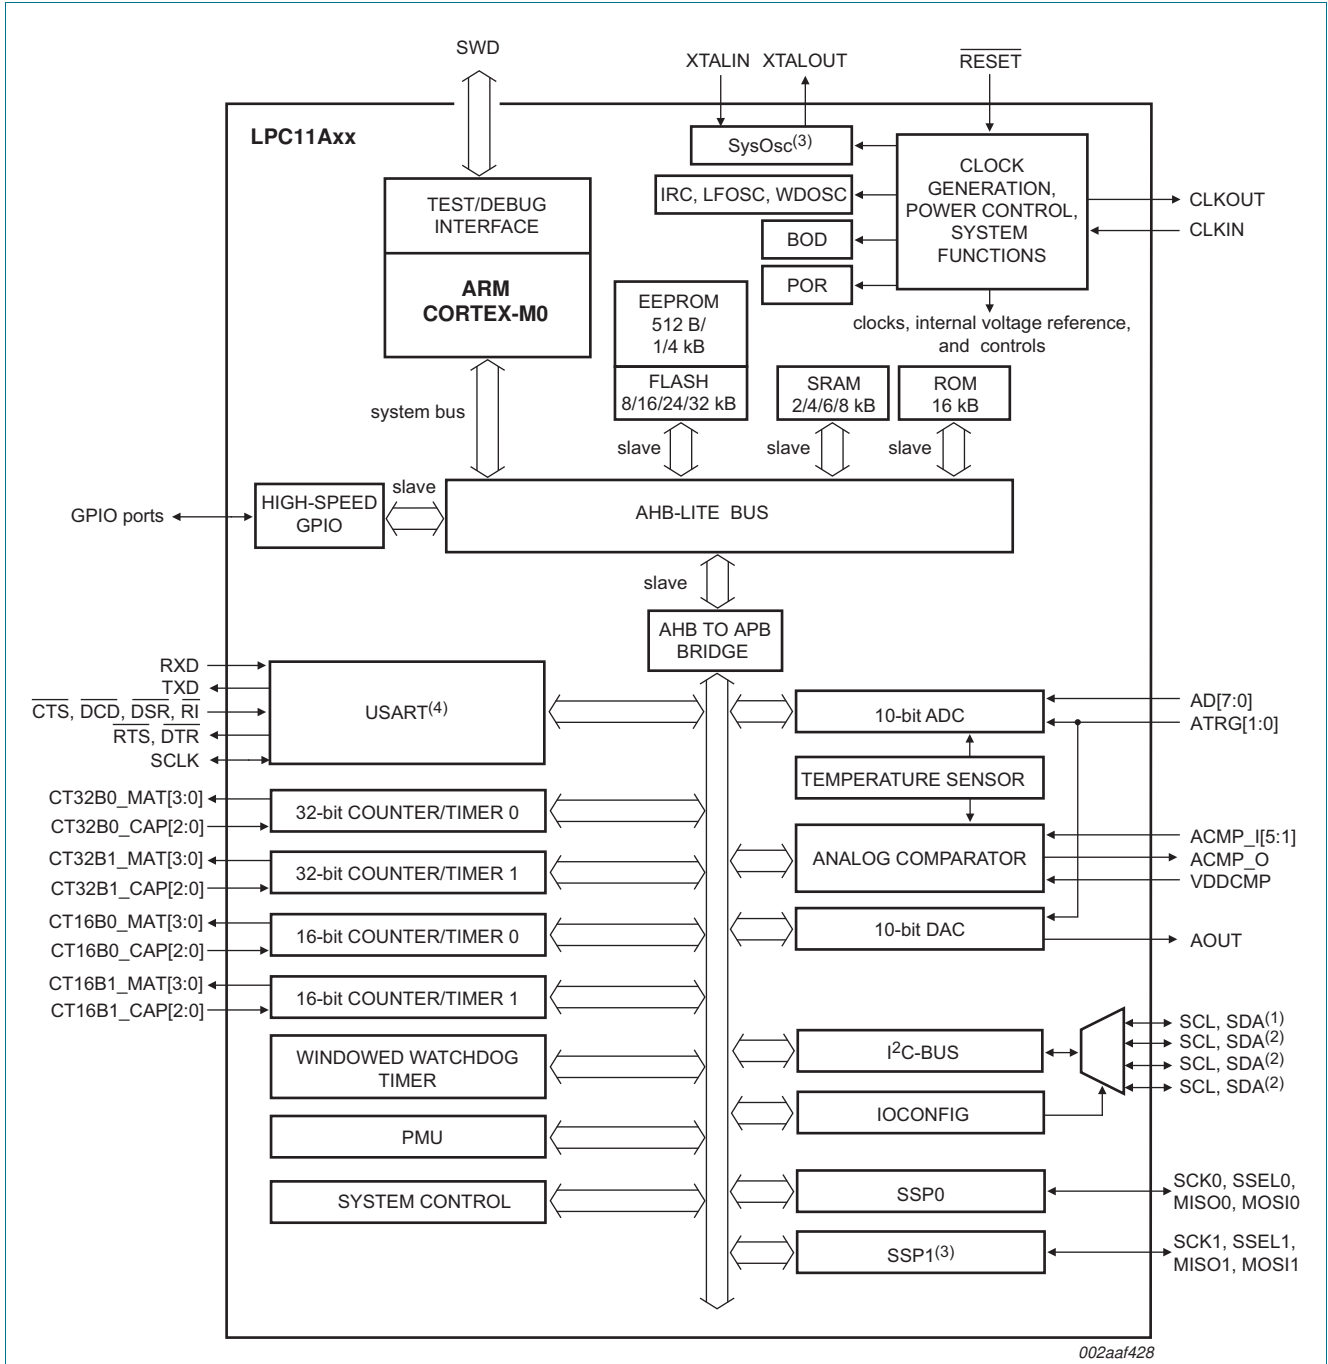 SWD
XTALIN XTALOUT
RESET
LPC11Axx
SysOsc(3)
IRC, LFOSC, WDOSC
BOD
POR
CLOCK
GENERATION,
POWER CONTROL,
SYSTEM
FUNCTIONS
CLKOUT
CLKIN
clocks, internal voltage reference,
and controls
TEST/DEBUG
INTERFACE
ARM
CORTEX-M0
system bus
EEPROM
512 B/
1/4 kB
FLASH
8/16/24/32 kB
SRAM
2/4/6/8 kB
ROM
16 kB
slave
slave
slave
slave
GPIO ports
HIGH-SPEED
GPIO
AHB-LITE BUS
slave
AHB TO APB
BRIDGE
RXD
TXD
CTS, DCD, DSR, RI
RTS, DTR
SCLK
USART(4)
CT32B0_MAT[3:0]
CT32B0_CAP[2:0]
32-bit COUNTER/TIMER 0
CT32B1_MAT[3:0]
CT32B1_CAP[2:0]
32-bit COUNTER/TIMER 1
CT16B0_MAT[3:0]
CT16B0_CAP[2:0]
16-bit COUNTER/TIMER 0
CT16B1_MAT[3:0]
CT16B1_CAP[2:0]
16-bit COUNTER/TIMER 1
WINDOWED WATCHDOG
TIMER
PMU
SYSTEM CONTROL
10-bit ADC
AD[7:0]
ATRG[1:0]
TEMPERATURE SENSOR
ANALOG COMPARATOR
ACMP_I[5:1]
ACMP_O
VDDCMP
10-bit DAC
AOUT
I2C-BUS
SCL, SDA(1)
SCL, SDA(2)
SCL, SDA(2)
SCL, SDA(2)
IOCONFIG
SSP0
SCK0, SSEL0,
MISO0, MOSI0
SSP1(3)
SCK1, SSEL1,
MISO1, MOSI1
002aaf428